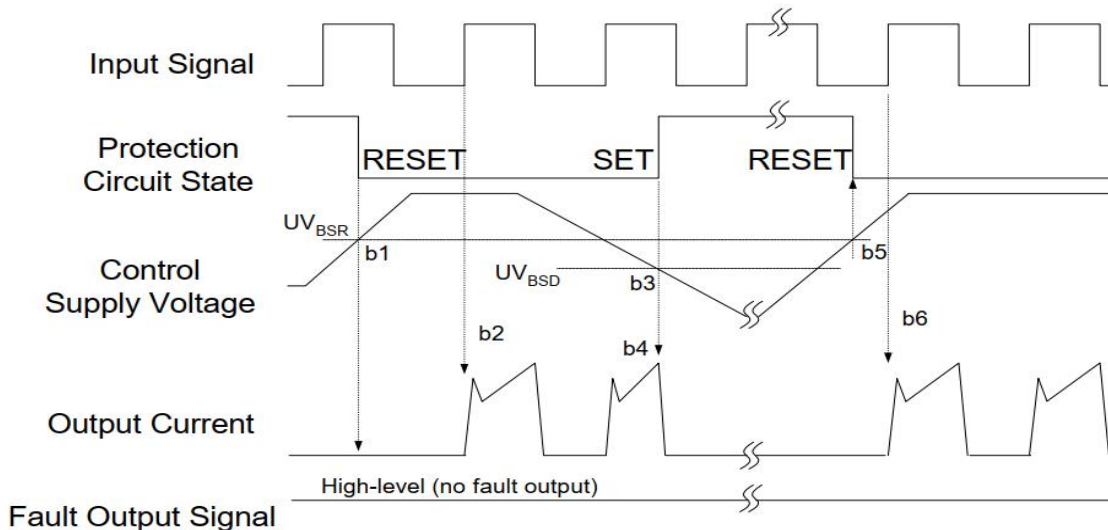 Input Signal
Protection
Circuit State
RESET
SET
RESET
UV_BSR
b1
b5
Control
Supply Voltage
UV_BSD
b3
b2
b4
b6
Output Current
High-level (no fault output)
Fault Output Signal